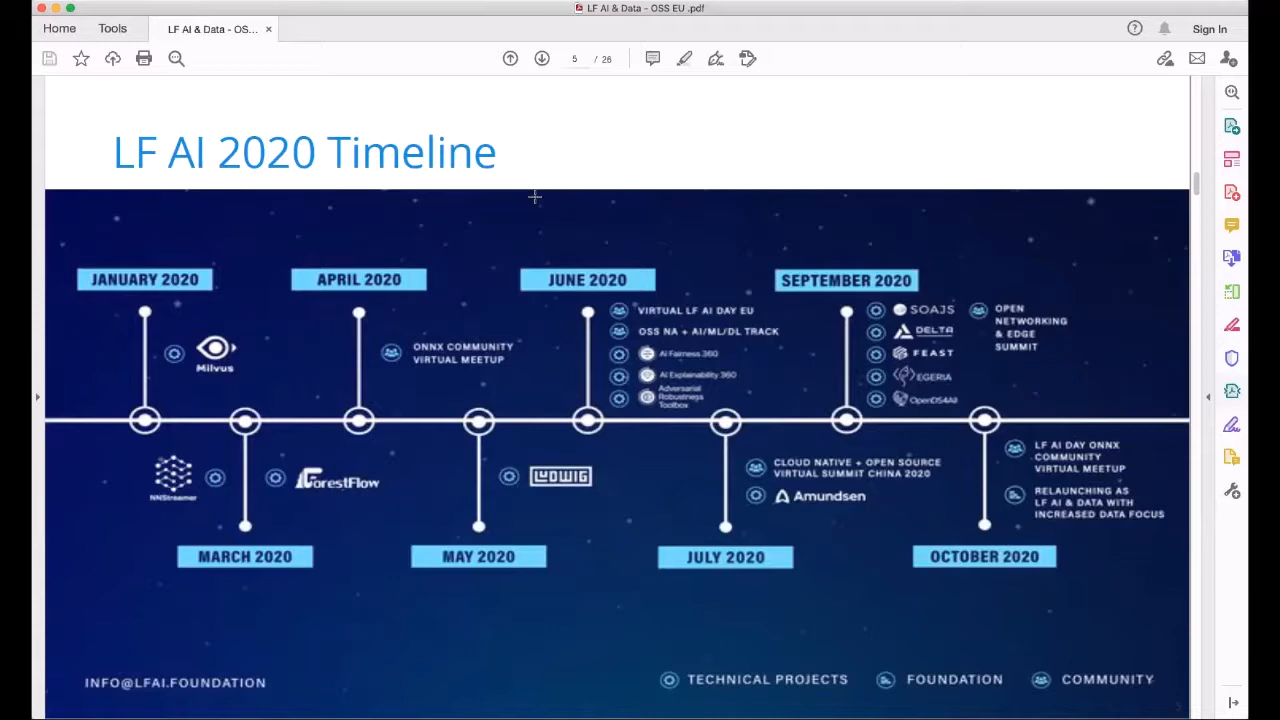 LF AI & Data - OSS EU .pdf
Home
Tools
LF AI & Data - OS...
×
5
/ 26
Sign In
LF AI 2020 Timeline
JANUARY 2020
APRIL 2020
JUNE 2020
SEPTEMBER 2020
Milvus
ONNX COMMUNITY
VIRTUAL MEETUP
VIRTUAL LF AI DAY EU
OSS NA + AI/ML/DL TRACK
AI Fairness 360
AI Explainability 360
Adversarial
Robustness
Toolbox
SOAJS
DELTA
FEAST
EGERIA
OpenDS4All
OPEN
NETWORKING
& EDGE
SUMMIT
NNStreamer
ForestFlow
LUDWIG
CLOUD NATIVE + OPEN SOURCE
VIRTUAL SUMMIT CHINA 2020
Amundsen
LF AI DAY ONNX
COMMUNITY
VIRTUAL MEETUP
RELAUNCHING AS
LF AI & DATA WITH
INCREASED DATA FOCUS
MARCH 2020
MAY 2020
JULY 2020
OCTOBER 2020
INFO@LFAI.FOUNDATION
TECHNICAL PROJECTS
FOUNDATION
COMMUNITY
5